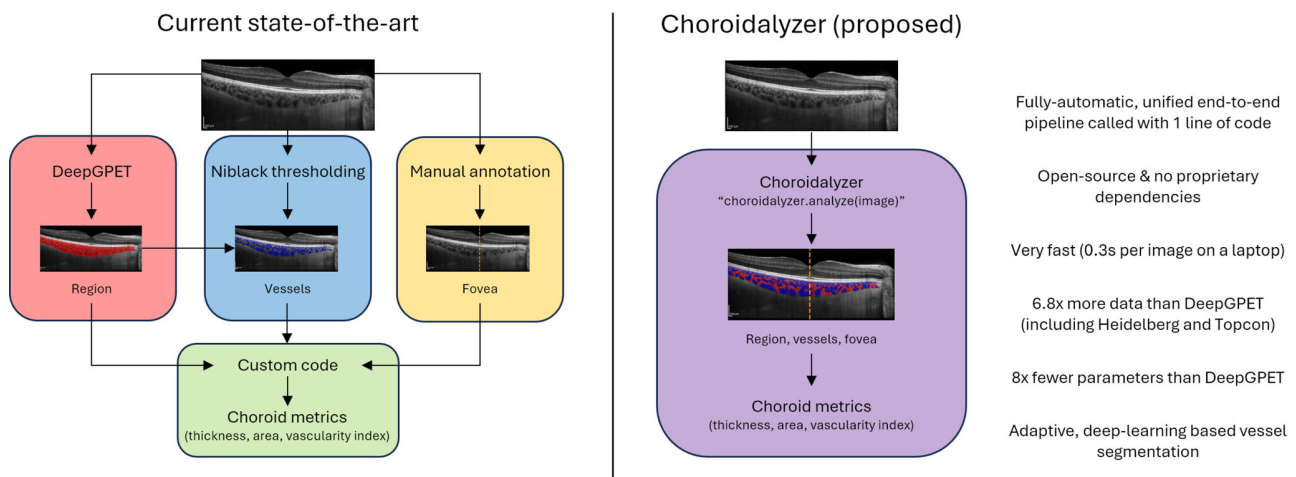 Current state-of-the-art
DeepGPET
Region
Niblack thresholding
Vessels
Manual annotation
Fovea
Custom code
Choroid metrics
(thickness, area, vascularity index)
Choroidalyzer (proposed)
Choroidalyzer
“choroidalyzer.analyze(image)”
Region, vessels, fovea
Choroid metrics
(thickness, area, vascularity index)
Fully-automatic, unified end-to-end
pipeline called with 1 line of code
Open-source & no proprietary
dependencies
Very fast (0.3s per image on a laptop)
6.8x more data than DeepGPET
(including Heidelberg and Topcon)
8x fewer parameters than DeepGPET
Adaptive, deep-learning based vessel
segmentation